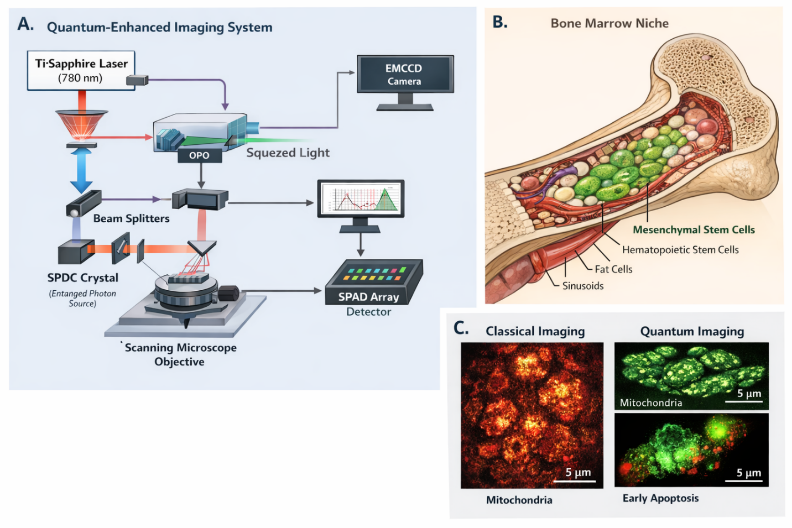 A. Quantum-Enhanced Imaging System
Ti·Sapphire Laser
(780 nm)
EMCCD
Camera
OPO
Squezed Light
Beam Splitters
SPDC Crystal
(Entanged Photon
Source)
SPAD Array
Detector
Scanning Microscope
Objective
B. Bone Marrow Niche
Mesenchymal Stem Cells
Hematopoietic Stem Cells
Fat Cells
Sinusoids
C. Classical Imaging
Quantum Imaging
Mitochondria
5 µm
5 µm
5 µm
Mitochondria
Early Apoptosis